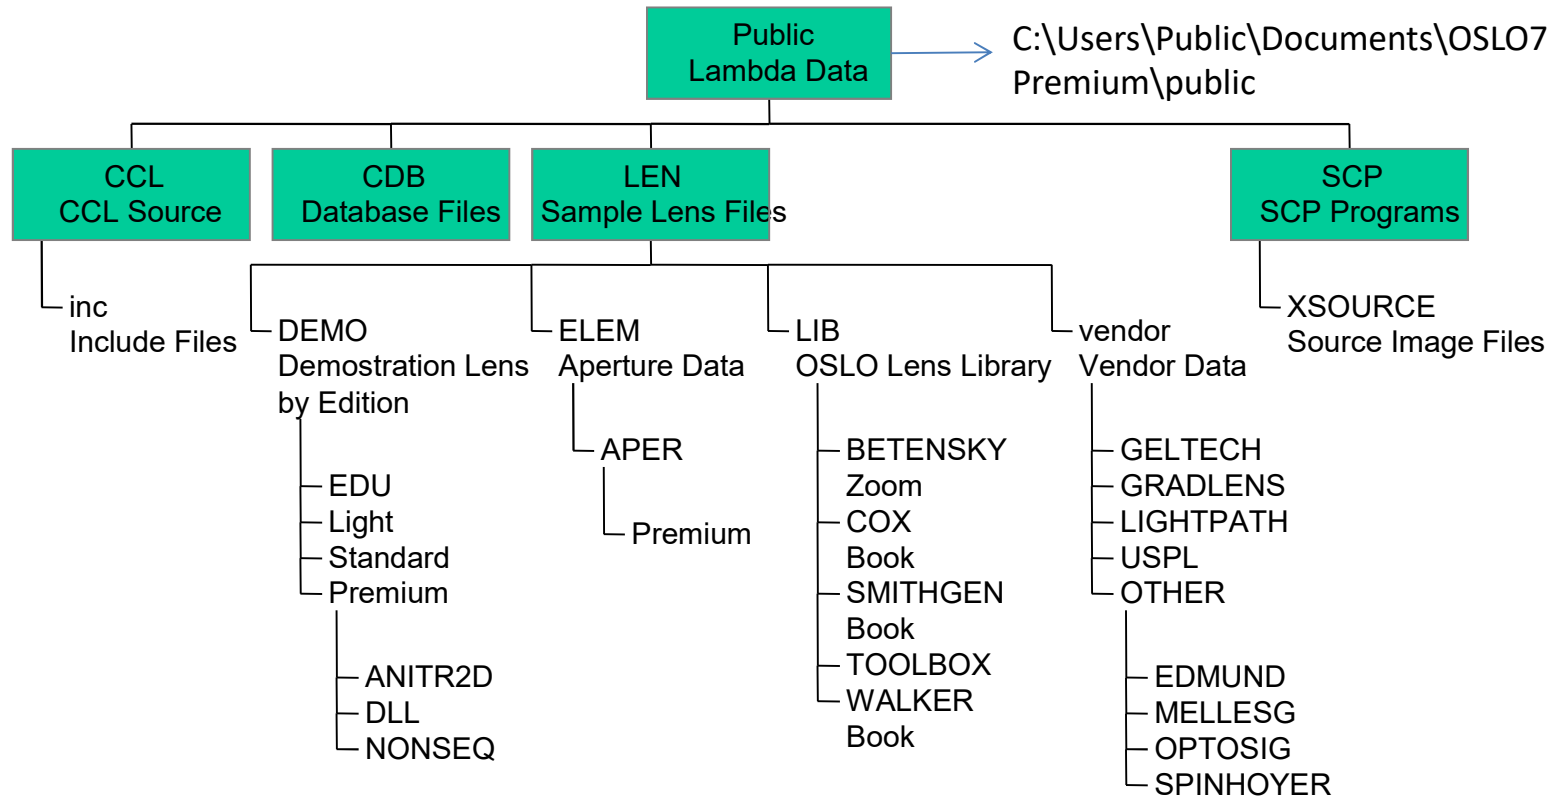 Public
Lambda Data
C:\Users\Public\Documents\OSLO7
Premium\public
CCL
CCL Source
CDB
Database Files
LEN
Sample Lens Files
SCP
SCP Programs
inc
Include Files
DEMO
Demostration Lens
by Edition
EDU
Light
Standard
Premium
ANITR2D
DLL
NONSEQ
ELEM
Aperture Data
APER
Premium
LIB
OSLO Lens Library
BETENSKY
Zoom
COX
Book
SMITHGEN
Book
TOOLBOX
WALKER
Book
vendor
Vendor Data
GELTECH
GRADLENS
LIGHTPATH
USPL
OTHER
EDMUND
MELLESG
OPTOSIG
SPINHOYER
XSOURCE
Source Image Files